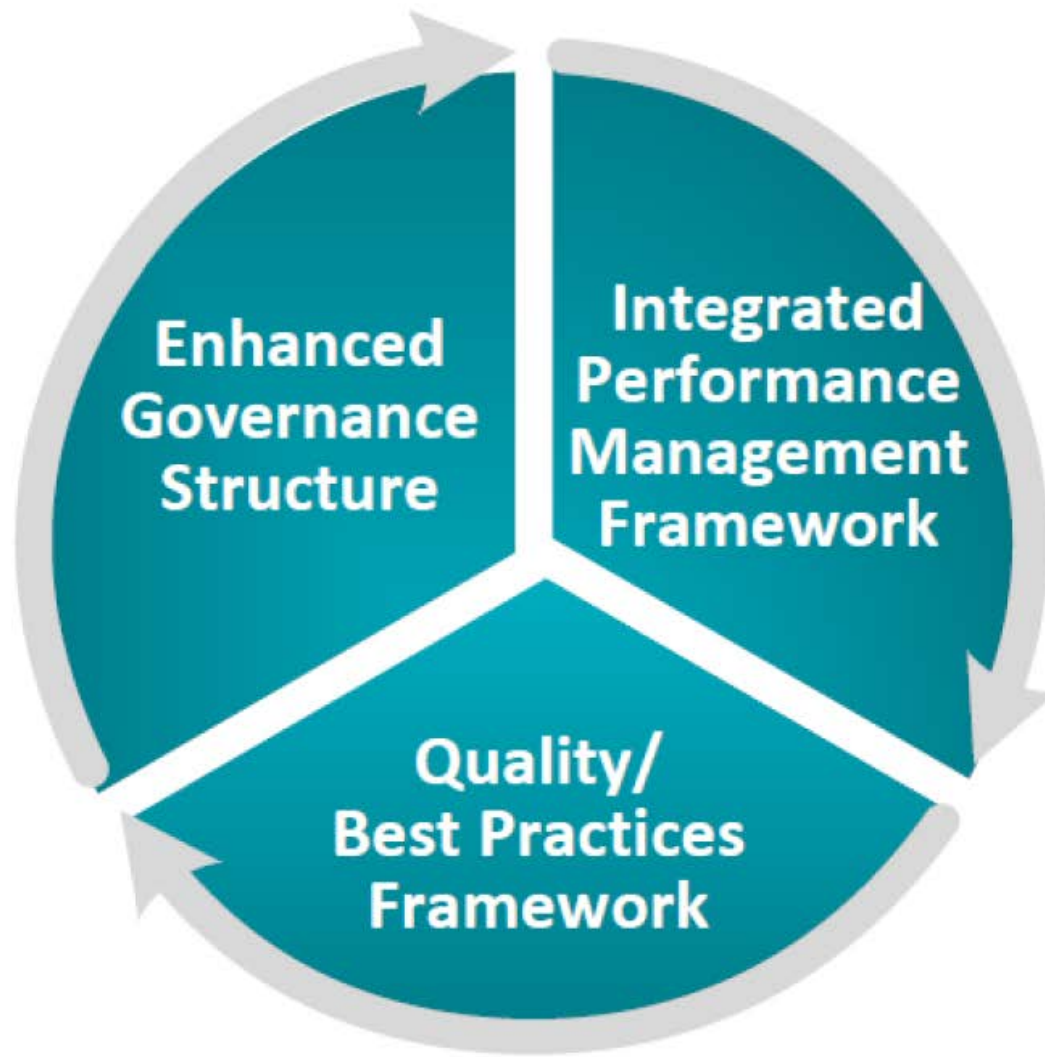 Enhanced
Governance
Structure
Integrated
Performance
Management
Framework
Quality/
Best Practices
Framework